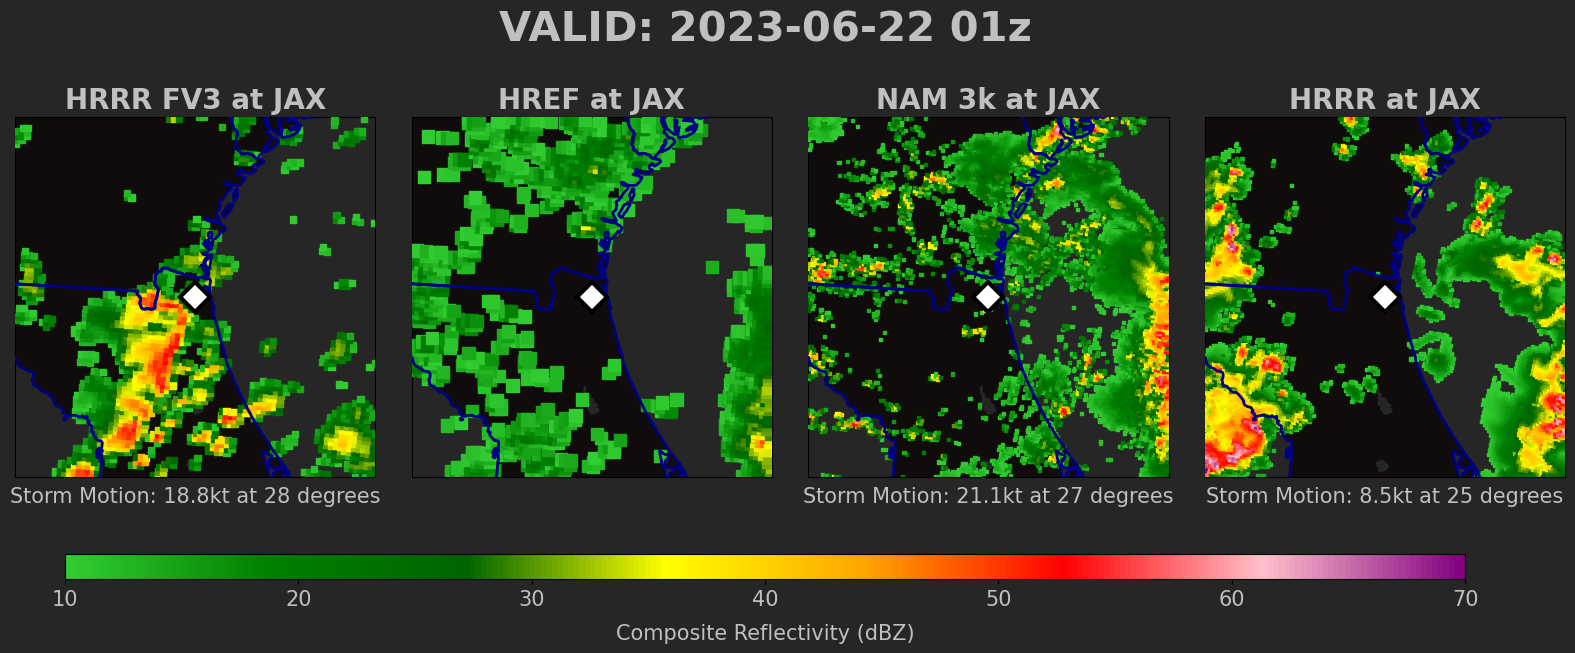 VALID: 2023-06-22 01z
HRRR FV3 at JAX
HREF at JAX
NAM 3k at JAX
HRRR at JAX
Storm Motion: 18.8kt at 28 degrees
Storm Motion: 21.1kt at 27 degrees
Storm Motion: 8.5kt at 25 degrees
10 20 30 40 50 60 70
Composite Reflectivity (dBZ)